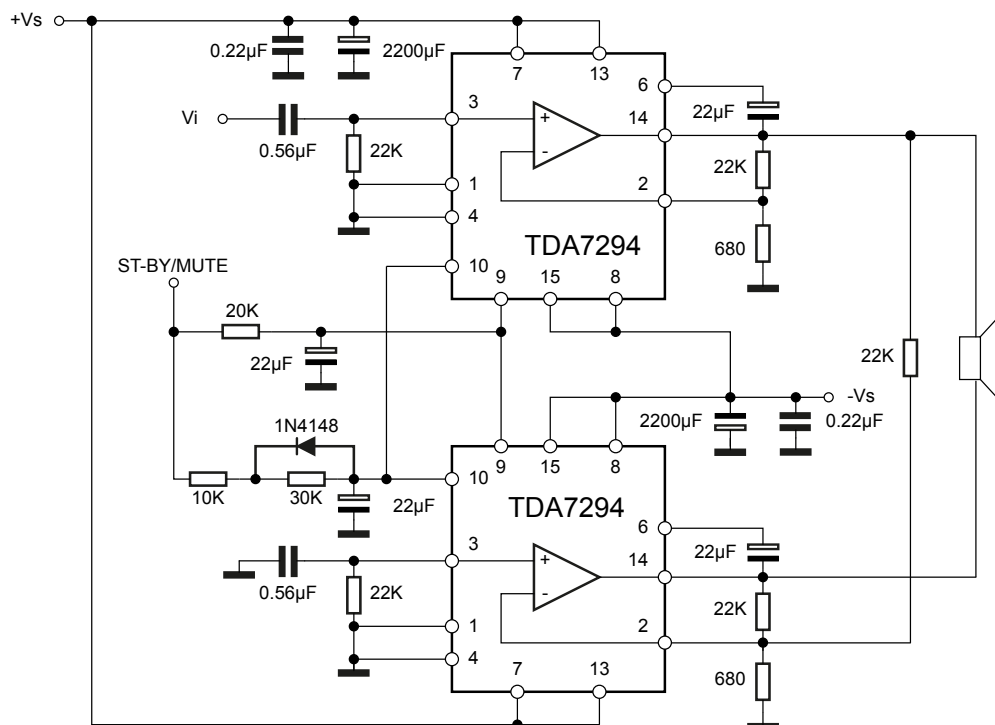 +Vs
0.22µF
2200µF
7
13
3
6
22µF
Vi
0.56µF
22K
+
-
14
22K
1
2
4
TDA7294
680
10
ST-BY/MUTE
9
15
8
20K
22µF
22K
-Vs
2200µF
0.22µF
1N4148
9
15
8
10
10K
30K
22µF
TDA7294
6
22µF
3
0.56µF
22K
+
-
14
22K
1
2
4
7
13
680